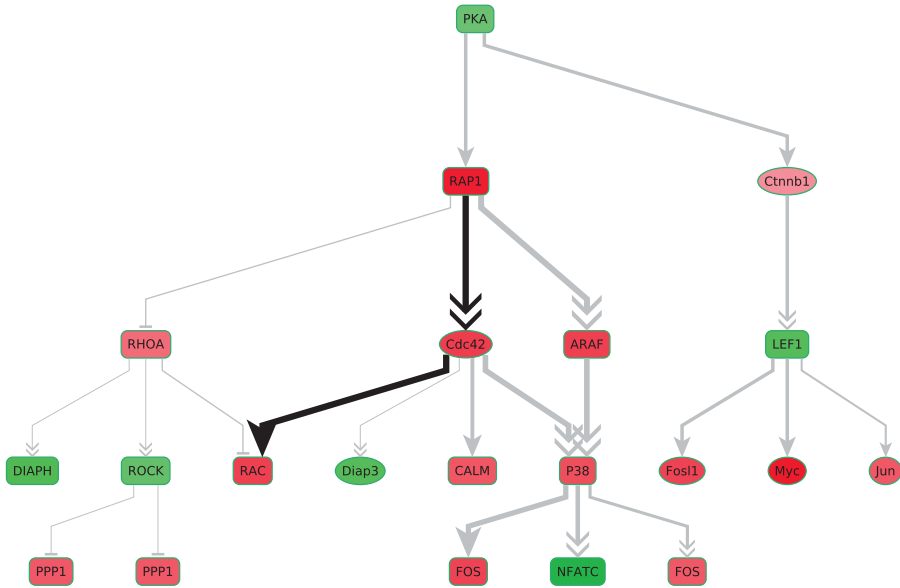 PKA
RAP1
Ctnnb1
RHOA
Cdc42
ARAF
LEF1
DIAPH
ROCK
RAC
Diap3
CALM
P38
Fosl1
Myc
Jun
PPP1
PPP1
FOS
NFATC
FOS